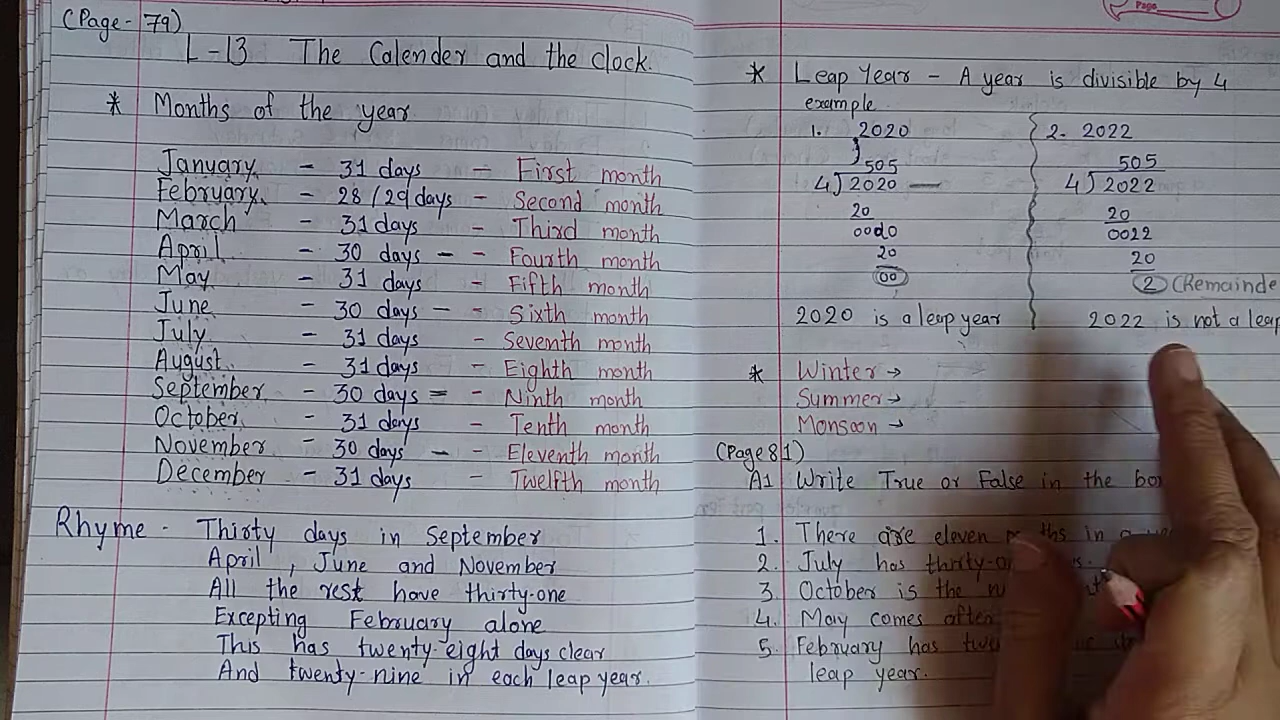 (Page - 79)
L-13 The Calender and the clock.
* Months of the year
January - 31 days - First month
February - 28/29 days - Second month
March - 31 days - Third month
April - 30 days - - Fourth month
May - 31 days - Fifth month
June - 30 days - - Sixth month
July - 31 days - Seventh month
August - 31 days - Eighth month
September - 30 days = - Ninth month
October - 31 days - Tenth month
November - 30 days - - Eleventh month
December - 31 days - Twelfth month
Rhyme - Thirty days in September
April, June and November
All the rest have thirty-one
Excepting February alone
This has twenty-eight days clear
And twenty-nine in each leap year.
Page
* Leap Year - A year is divisible by 4
example
1. 2020
505
4)2020
20
0020
20
00
2020 is a leap year
2. 2022
505
4)2022
20
0022
20
2 (Remainde
2022 is not a leap
* Winter →
Summer →
Monsoon →
(Page 81)
A1 Write True or False in the bo
1. There are eleven in a
2. July has
3. October is the
4. May comes after
5. February has
leap year.